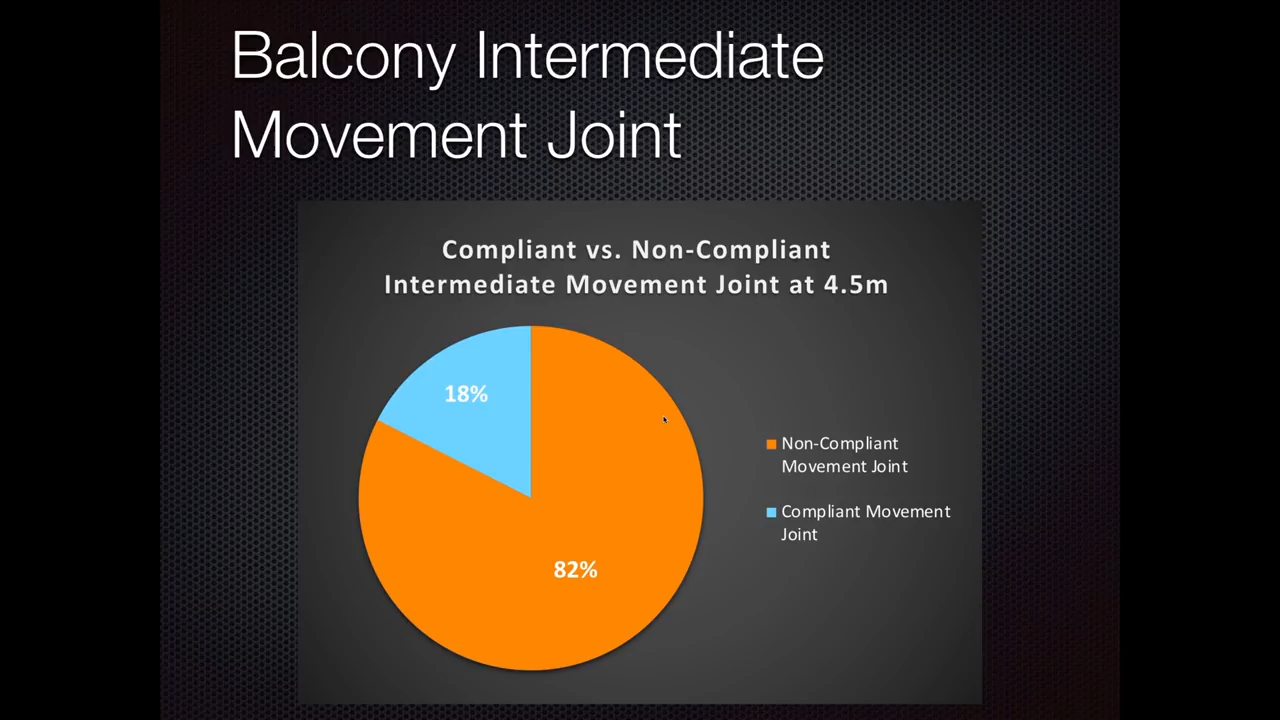 Balcony Intermediate
Movement Joint
Compliant vs. Non-Compliant
Intermediate Movement Joint at 4.5m
18%
82%
Non-Compliant
Movement Joint
Compliant Movement
Joint